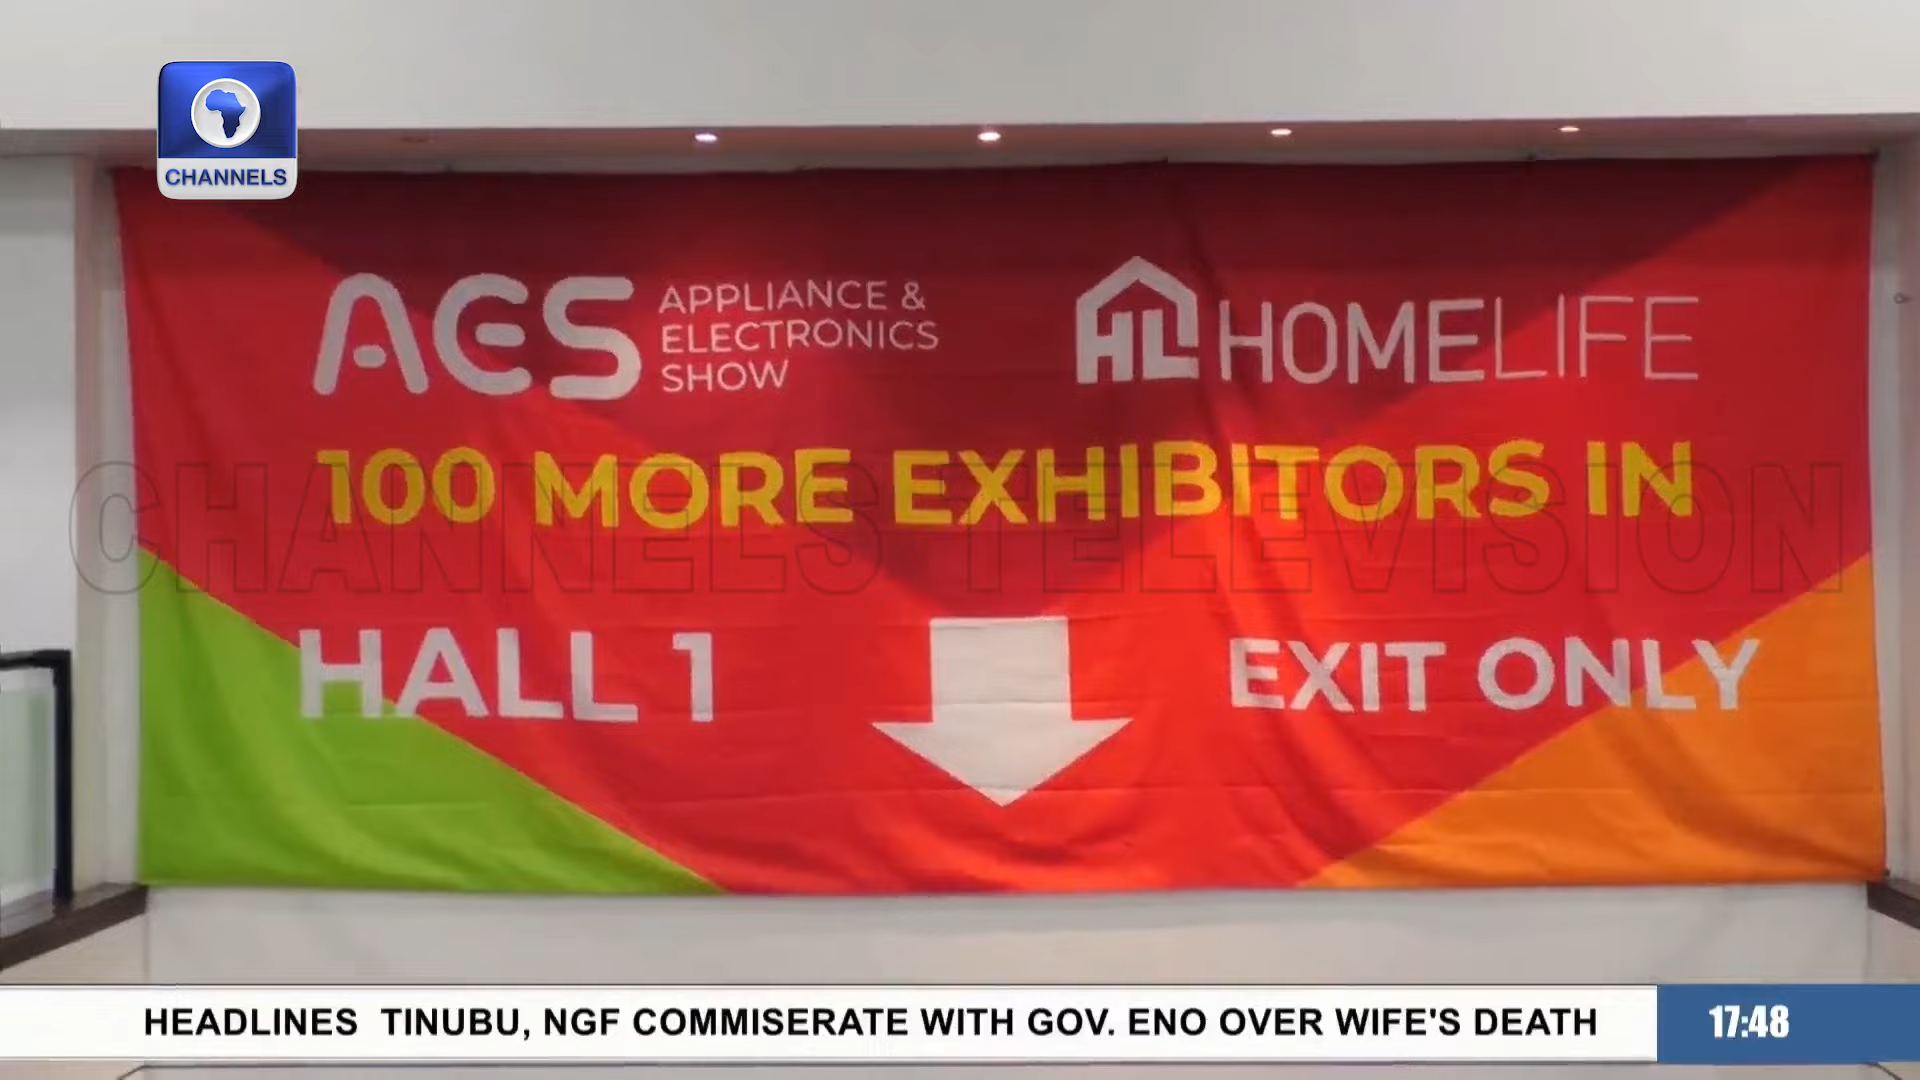 CHANNELS
AES APPLIANCE &
ELECTRONICS
SHOW
HL HOMELIFE
100 MORE EXHIBITORS IN
CHANNELS TELEVISION
HALL 1
EXIT ONLY
HEADLINES TINUBU, NGF COMMISERATE WITH GOV. ENO OVER WIFE'S DEATH
17:48